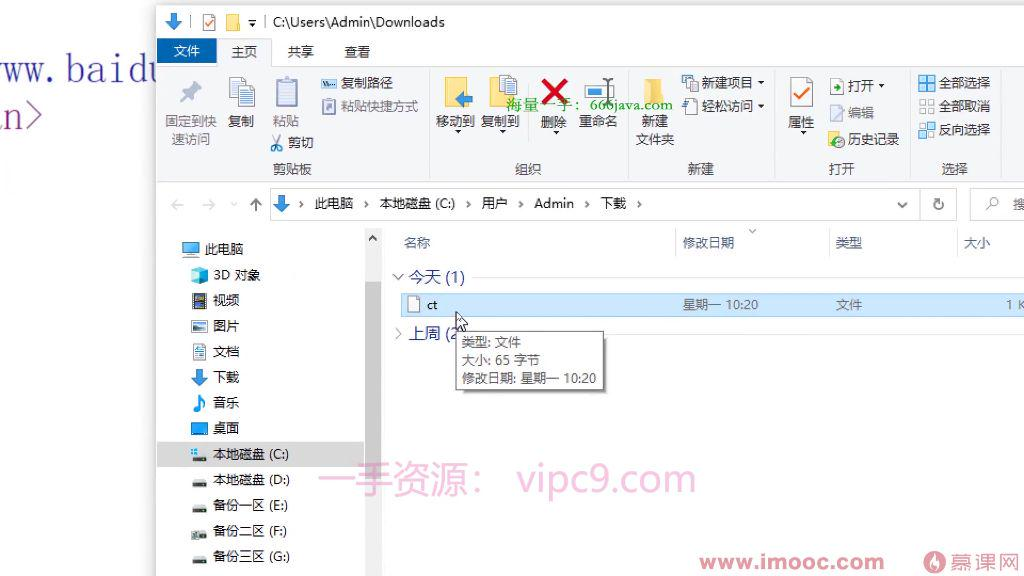 C:\Users\Admin\Downloads
文件 主页 共享 查看
www.baidu
n>
固定到快速访问
复制
粘贴
复制路径
粘贴快捷方式
剪切
剪贴板
移动到
复制到
删除
重命名
组织
海量一手：666java.com
新建文件夹
新建项目
轻松访问
新建
属性
打开
编辑
历史记录
打开
全部选择
全部取消
反向选择
选择
此电脑 本地磁盘 (C:) 用户 Admin 下载
搜
名称 修改日期 类型 大小
今天 (1)
ct 星期一 10:20 文件 1 K
上周 (2
类型: 文件
大小: 65 字节
修改日期: 星期一 10:20
此电脑
3D 对象
视频
图片
文档
下载
音乐
桌面
本地磁盘 (C:)
本地磁盘 (D:)
备份一区 (E:)
备份二区 (F:)
备份三区 (G:)
一手资源： vipc9.com
www.imooc.com 慕课网